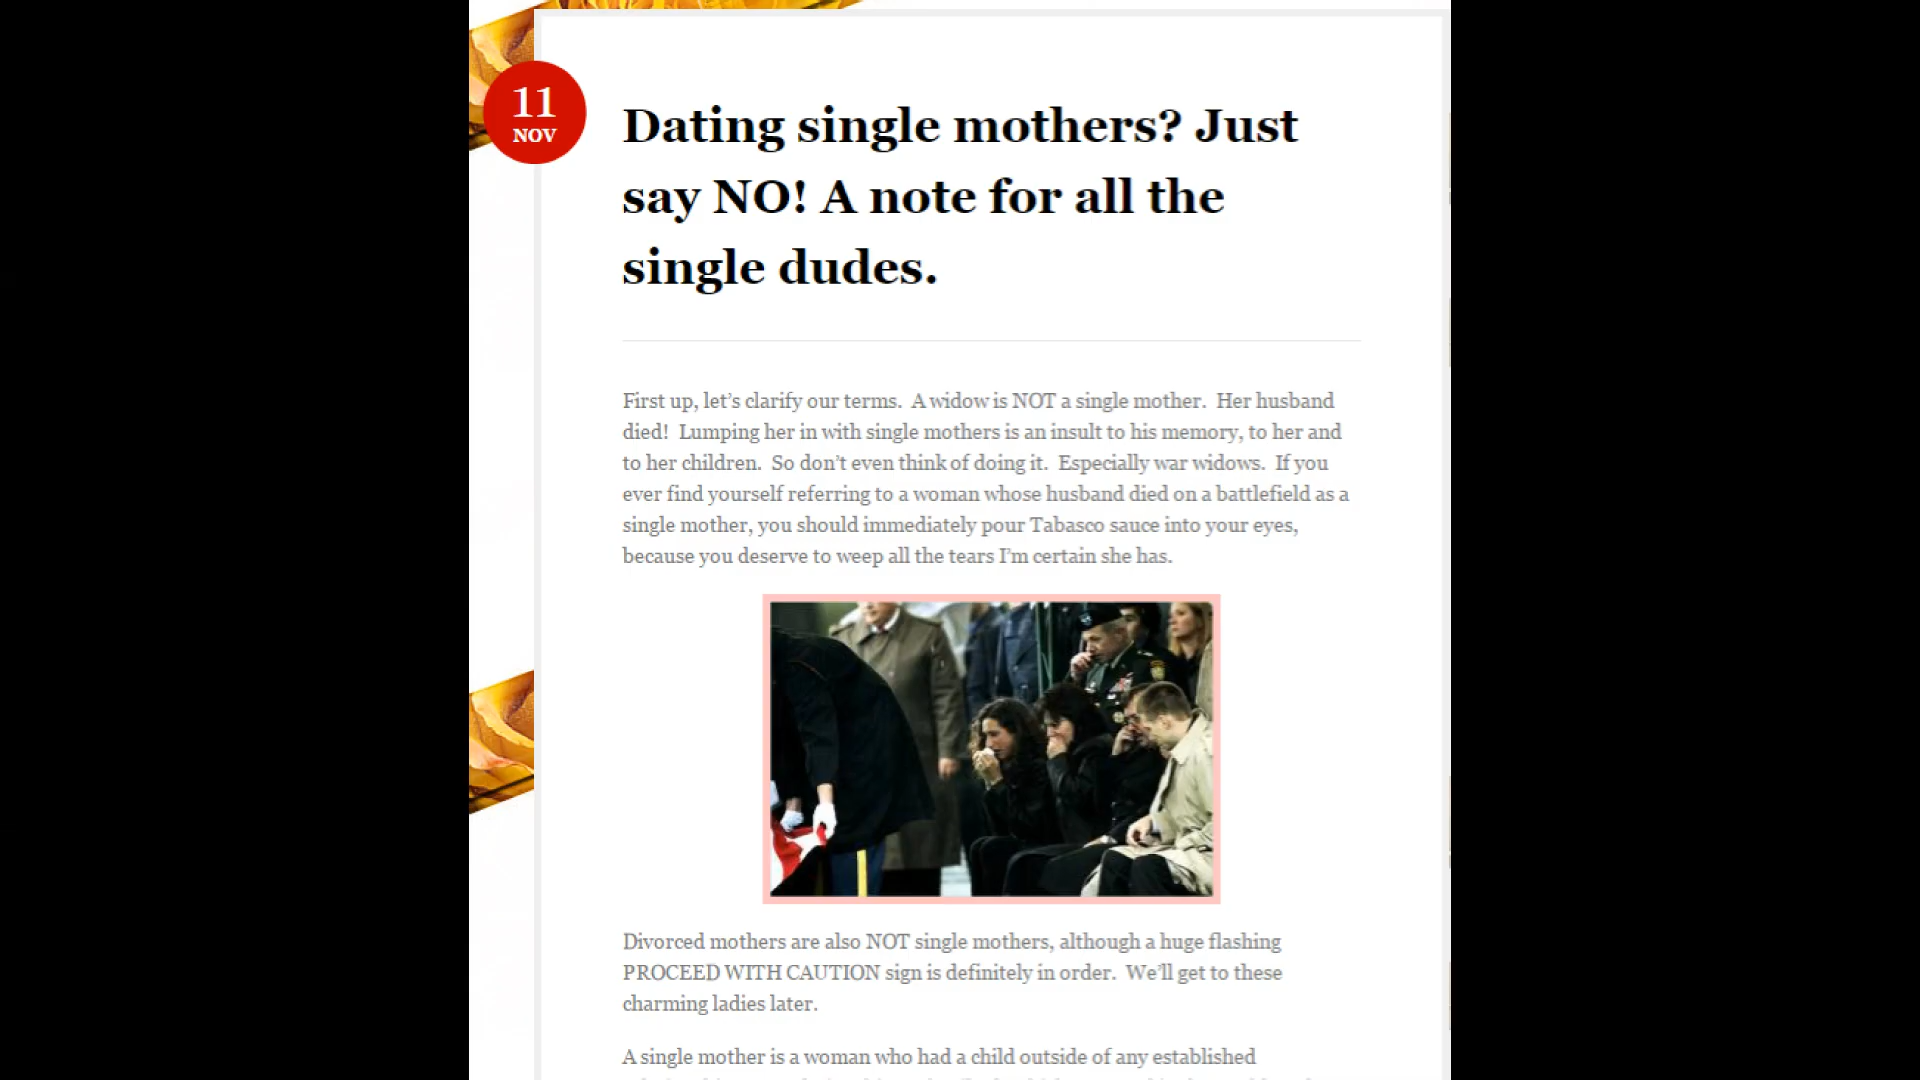 11
NOV
Dating single mothers? Just
say NO! A note for all the
single dudes.
First up, let’s clarify our terms.  A widow is NOT a single mother.  Her husband
died!  Lumping her in with single mothers is an insult to his memory, to her and
to her children.  So don’t even think of doing it.  Especially war widows.  If you
ever find yourself referring to a woman whose husband died on a battlefield as a
single mother, you should immediately pour Tabasco sauce into your eyes,
because you deserve to weep all the tears I’m certain she has.
Divorced mothers are also NOT single mothers, although a huge flashing
PROCEED WITH CAUTION sign is definitely in order.  We’ll get to these
charming ladies later.
A single mother is a woman who had a child outside of any established